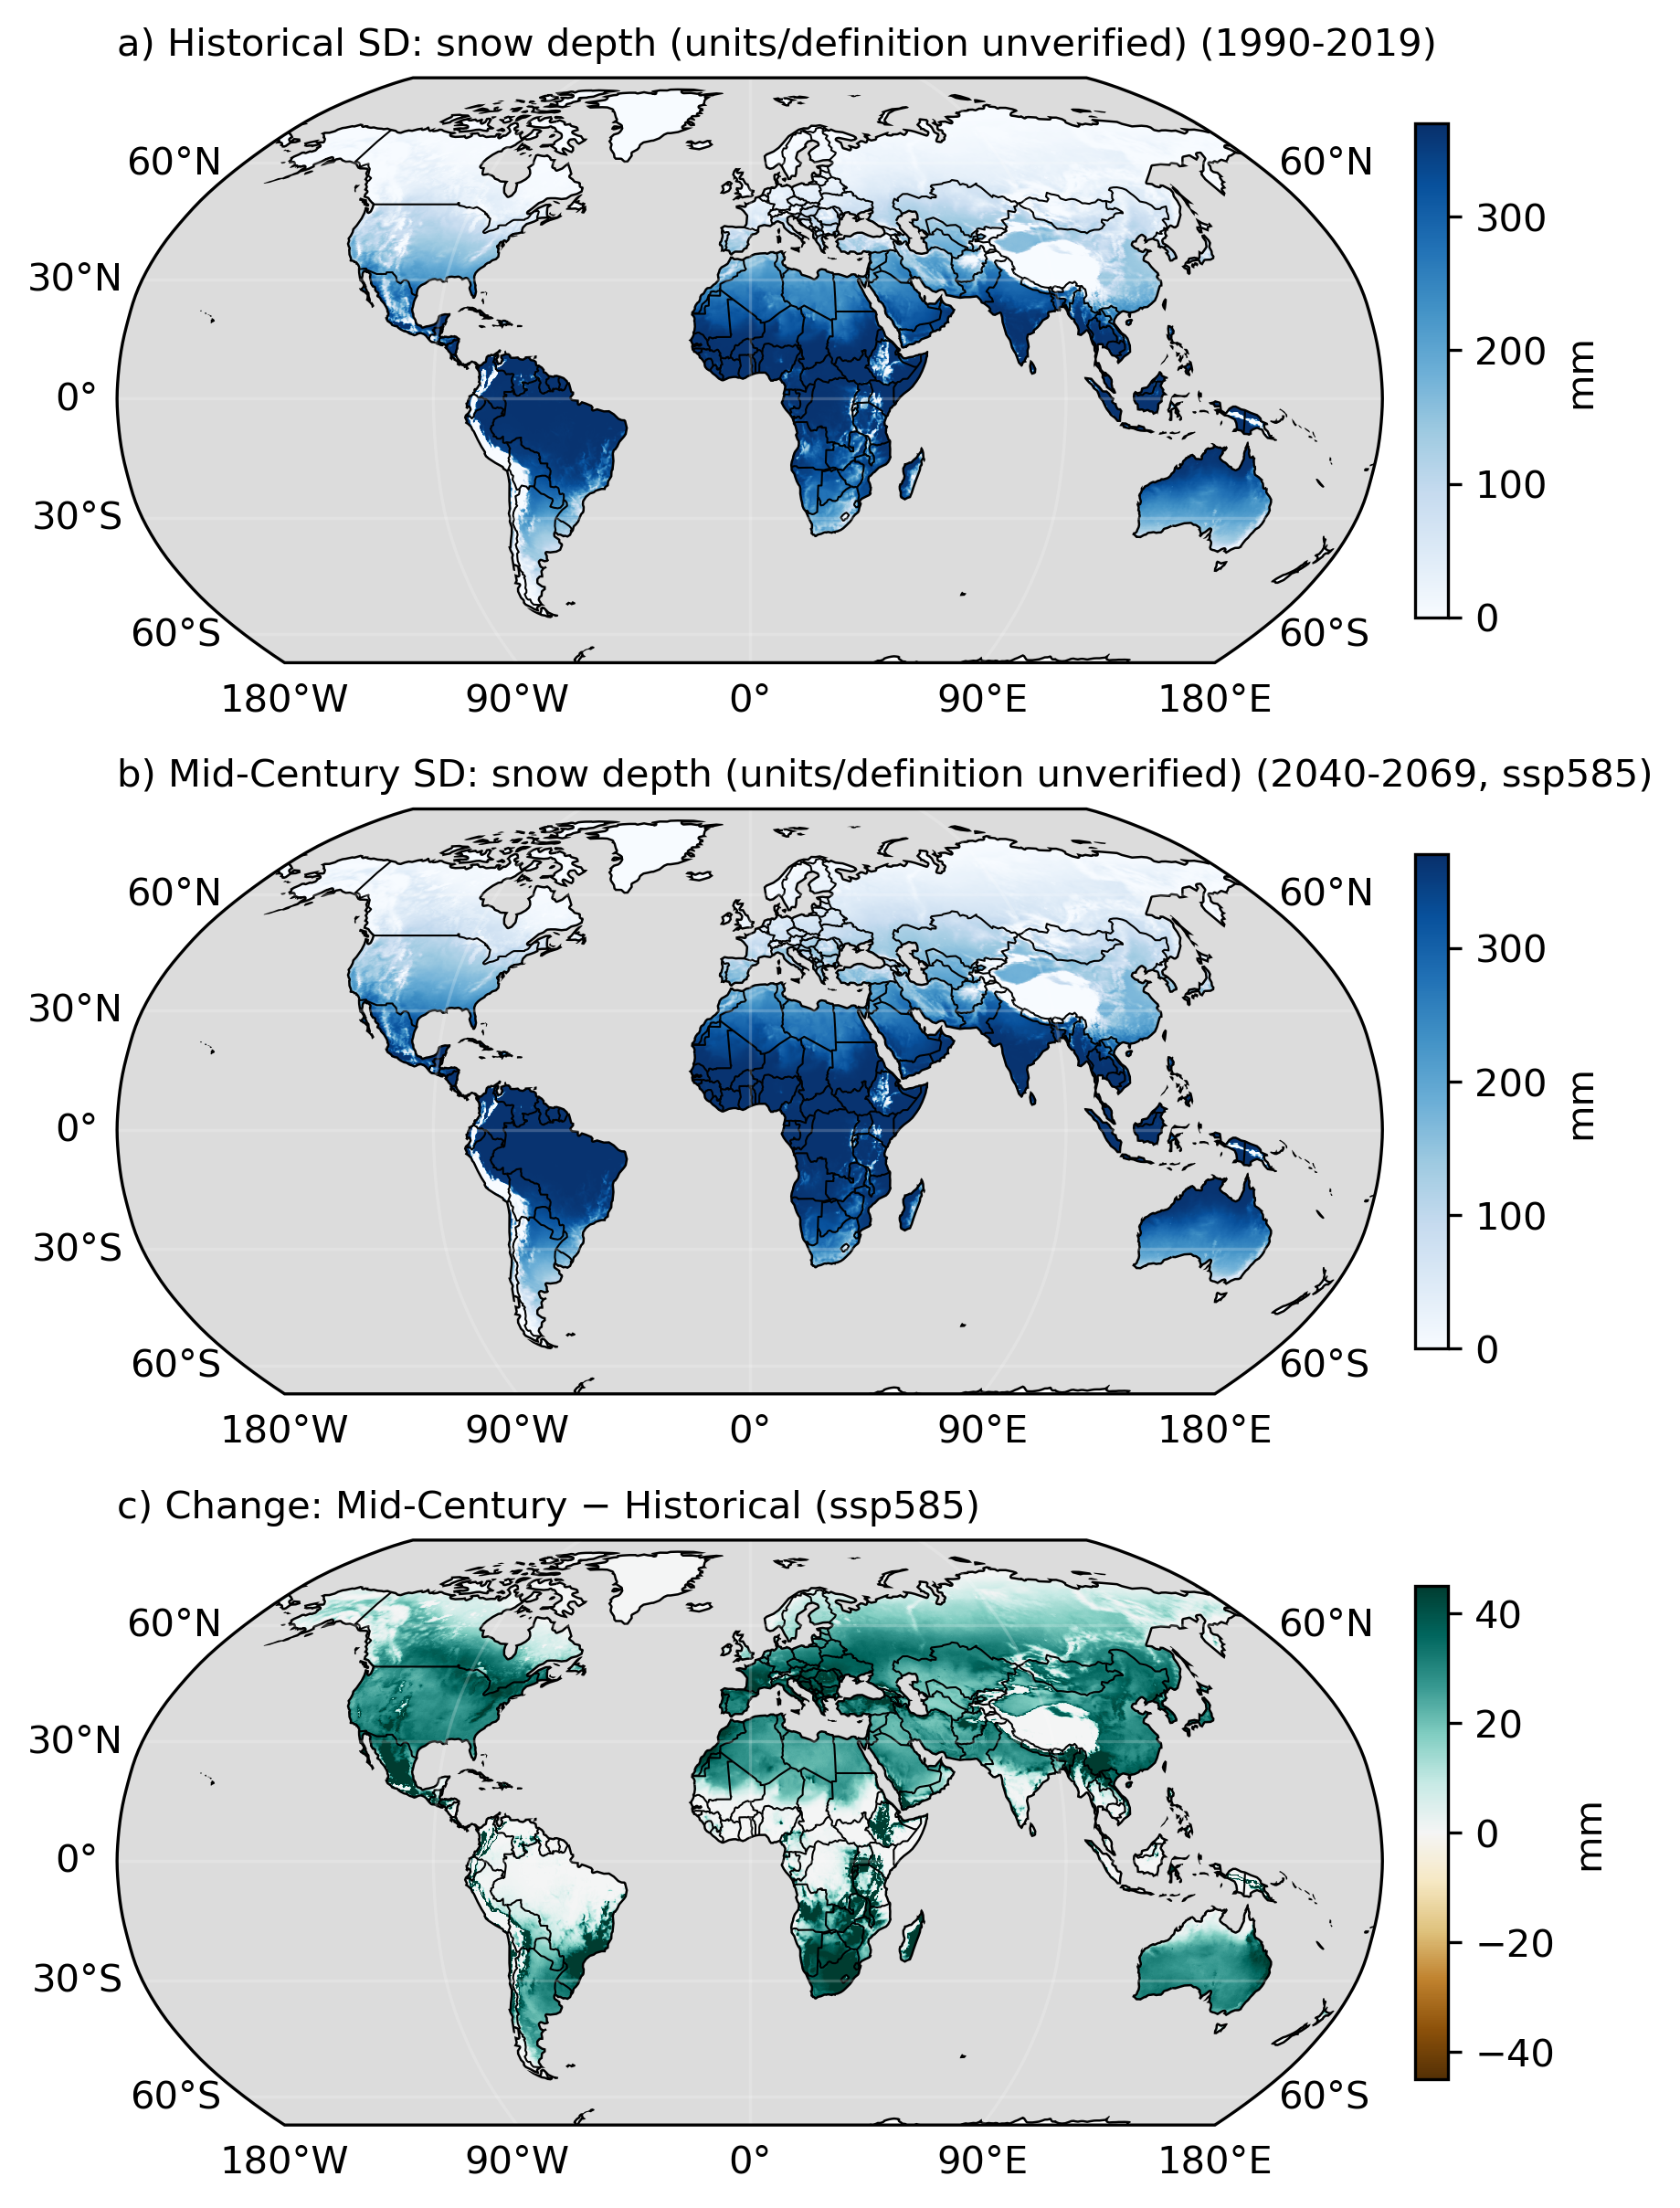 a) Historical SD: snow depth (units/definition unverified) (1990-2019)
60°N
60°N
30°N
0°
30°S
60°S
60°S
180°W 90°W 0° 90°E 180°E
300
200
100
0
mm
b) Mid-Century SD: snow depth (units/definition unverified) (2040-2069, ssp585)
60°N
60°N
30°N
0°
30°S
60°S
60°S
180°W 90°W 0° 90°E 180°E
300
200
100
0
mm
c) Change: Mid-Century − Historical (ssp585)
60°N
60°N
30°N
0°
30°S
60°S
60°S
180°W 90°W 0° 90°E 180°E
40
20
0
−20
−40
mm